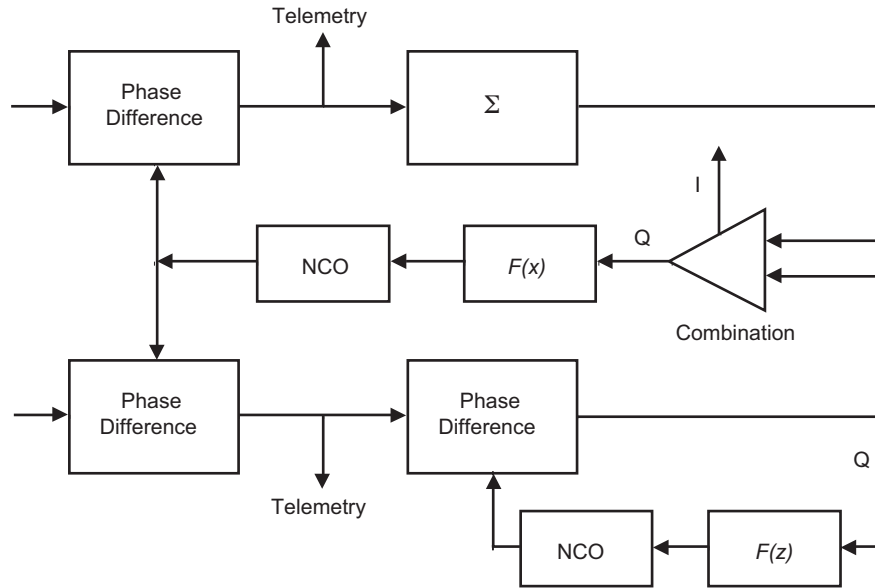 Telemetry
Phase
Difference
Σ
I
NCO
F(x)
Q
Combination
Phase
Difference
Phase
Difference
Q
Telemetry
NCO
F(z)